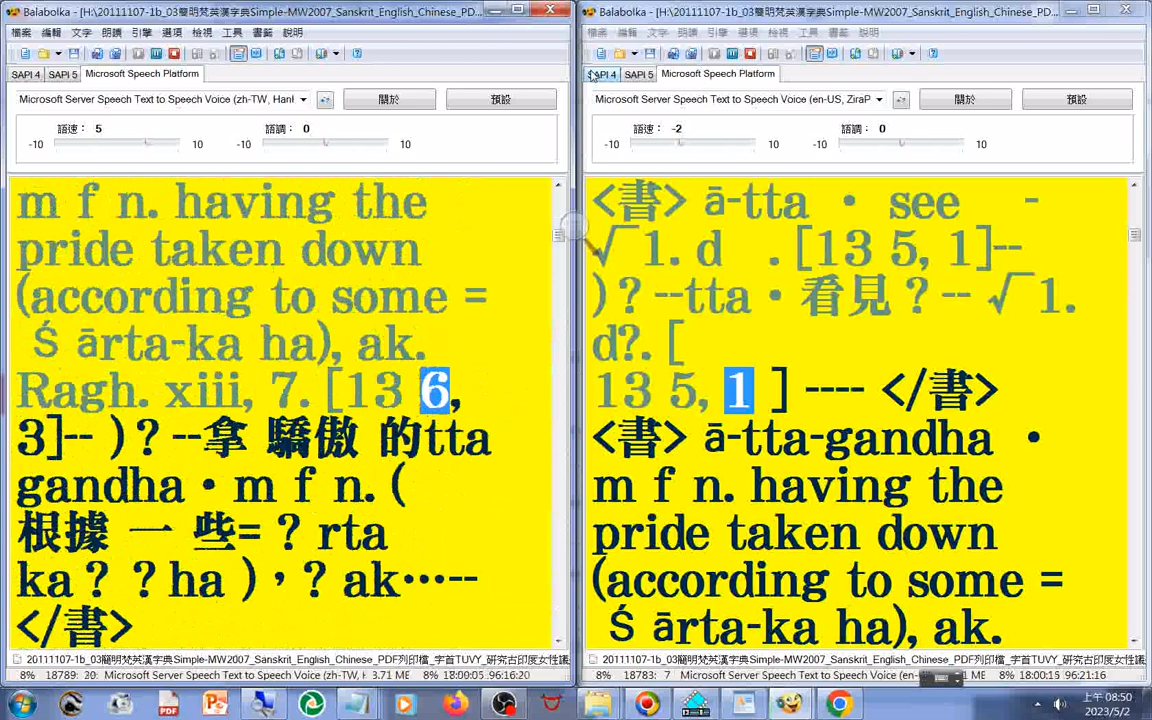 Balabolka - [H:\20111107-1b_03簡明梵英漢字典Simple-MW2007_Sanskrit_English_Chinese_PD...
檔案 編輯 文字 朗讀 引擎 選項 檢視 工具 書籤 說明
SAPI 4 SAPI 5 Microsoft Speech Platform
Microsoft Server Speech Text to Speech Voice (zh-TW, HanH 關於 預設
語速： 5 語調： 0
-10 10 -10 10
m f n. having the
pride taken down
(according to some =
Ś ārta-ka ha), ak.
Ragh. xiii, 7. [13 6,
3]-- )？--拿 驕傲 的tta
gandha•m f n. (
根據 一 些=？rta
ka？？ha )，？ak…--
</書>
20111107-1b_03簡明梵英漢字典Simple-MW2007_Sanskrit_English_Chinese_PDF列印檔_字首TUVY_研究古印度女性議
8% 18789: 30. Microsoft Server Speech Text to Speech Voice (zh-TW, H 3.71 ME 8% 18:00:05..96:16:20
Balabolka - [H:\20111107-1b_03簡明梵英漢字典Simple-MW2007_Sanskrit_English_Chinese_PD...
檔案 編輯 文字 朗讀 引擎 選項 檢視 工具 書籤 說明
SAPI 4 SAPI 5 Microsoft Speech Platform
Microsoft Server Speech Text to Speech Voice (en-US, ZiraP 關於 預設
語速： -2 語調： 0
-10 10 -10 10
<書> ā-tta • see -
√ 1. d .[13 5, 1]--
)？--tta•看見？-- √1.
d?. [
13 5, 1 ] ---- </書>
<書> ā-tta-gandha •
m f n. having the
pride taken down
(according to some =
Ś ārta-ka ha), ak.
20111107-1b_03簡明梵英漢字典Simple-MW2007_Sanskrit_English_Chinese_PDF列印檔_字首TUVY_研究古印度女性議
8% 18783: 7 Microsoft Server Speech Text to Speech Voice (en-U ME 8% 18:00:15..96:21:16
PDF
上午 08:50
2023/5/2